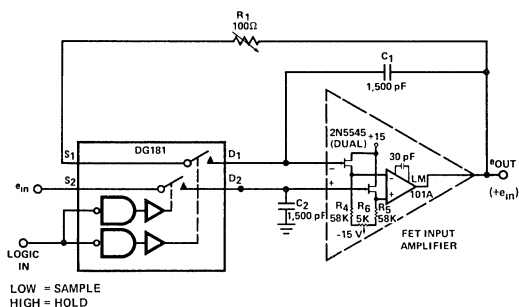 R1
100Ω
C1
1,500 pF
DG181
2N5545
(DUAL)
+15
30 pF
S1
D1
−
eIN
S2
D2
+
−
+
LM
101A
eOUT
(+eIN)
C2
1,500 pF
R4
58K
R6
5K
R5
58K
-15 V
FET INPUT
AMPLIFIER
LOGIC
IN
LOW = SAMPLE
HIGH = HOLD